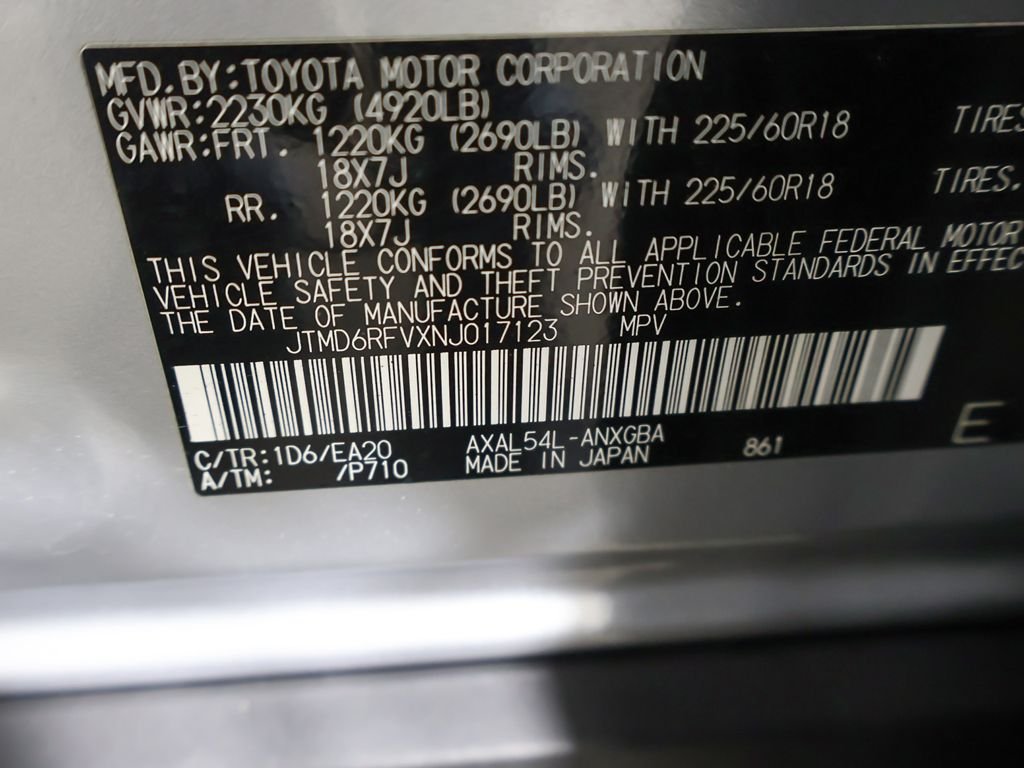 MFD. BY: TOYOTA MOTOR CORPORATION
GVWR: 2230KG (4920LB)
GAWR: FRT. 1220KG (2690LB) WITH 225/60R18 TIRES
18X7J RIMS.
RR. 1220KG (2690LB) WITH 225/60R18 TIRES.
18X7J RIMS.
THIS VEHICLE CONFORMS TO ALL APPLICABLE FEDERAL MOTOR
VEHICLE SAFETY AND THEFT PREVENTION STANDARDS IN EFFEC
THE DATE OF MANUFACTURE SHOWN ABOVE.
JTMD6RFVXNJ017123 MPV
C/TR: 1D6/EA20 AXAL54L-ANXGBA 861 E
A/TM: /P710 MADE IN JAPAN